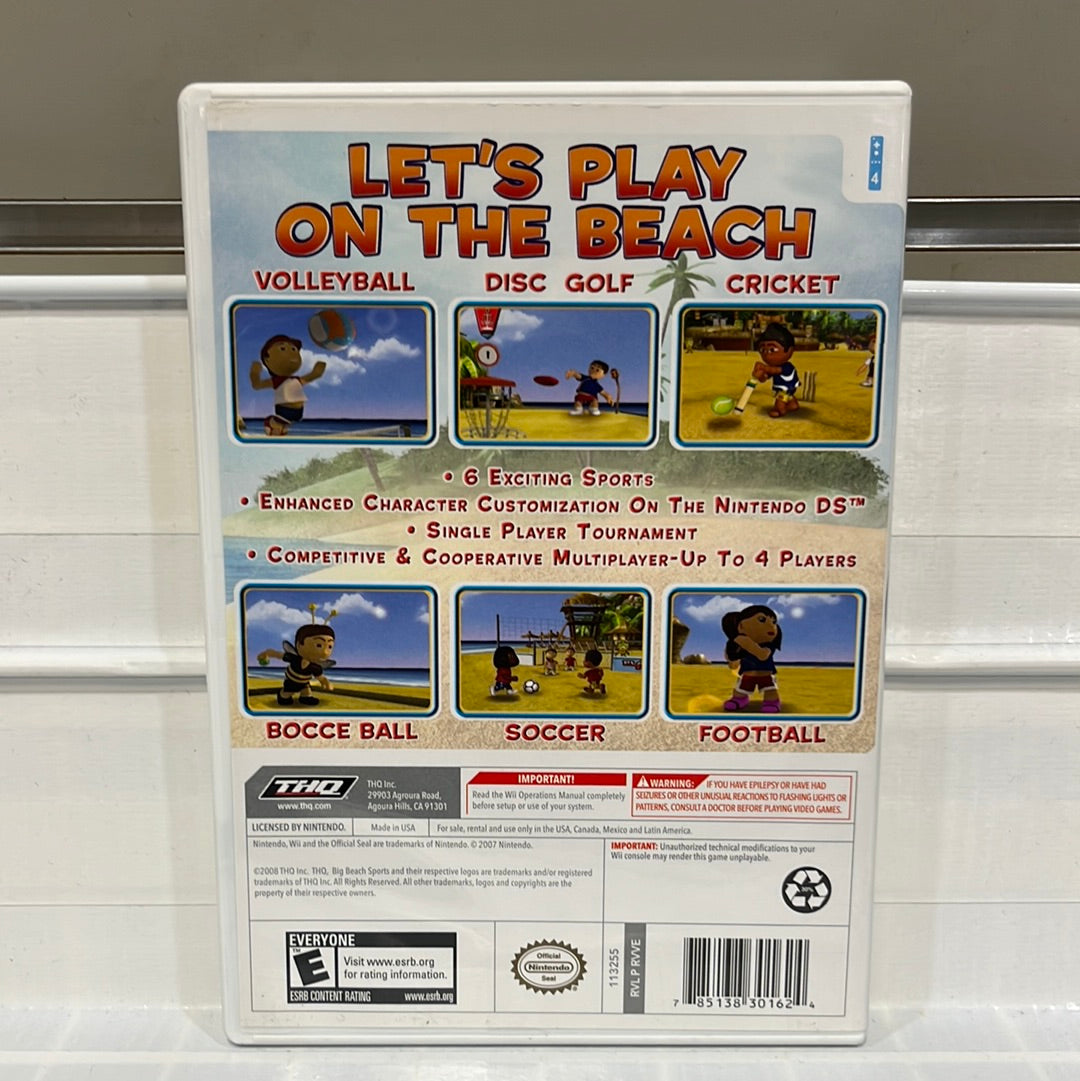 4
LET'S PLAY
ON THE BEACH
VOLLEYBALL DISC GOLF CRICKET
1
• 6 EXCITING SPORTS
• ENHANCED CHARACTER CUSTOMIZATION ON THE NINTENDO DS™
• SINGLE PLAYER TOURNAMENT
• COMPETITIVE & COOPERATIVE MULTIPLAYER-UP TO 4 PLAYERS
BOCCE BALL SOCCER FOOTBALL
THQ
www.thq.com
THQ Inc.
29903 Agroura Road,
Agoura Hills, CA 91301
IMPORTANT!
Read the Wii Operations Manual completely
before setup or use of your system.
WARNING: IF YOU HAVE EPILEPSY OR HAVE HAD
SEIZURES OR OTHER UNUSUAL REACTIONS TO FLASHING LIGHTS OR
PATTERNS, CONSULT A DOCTOR BEFORE PLAYING VIDEO GAMES.
LICENSED BY NINTENDO. Made in USA For sale, rental and use only in the USA, Canada, Mexico and Latin America.
Nintendo, Wii and the Official Seal are trademarks of Nintendo. © 2007 Nintendo.
©2008 THQ Inc. THQ, Big Beach Sports and their respective logos are trademarks and/or registered
trademarks of THQ Inc. All Rights Reserved. All other trademarks, logos and copyrights are the
property of their respective owners.
IMPORTANT: Unauthorized technical modifications to your
Wii console may render this game unplayable.
EVERYONE
E
Visit www.esrb.org
for rating information.
ESRB CONTENT RATING www.esrb.org
Official
Nintendo
Seal
113255
RVL P RVVE
7 85138 30162 4